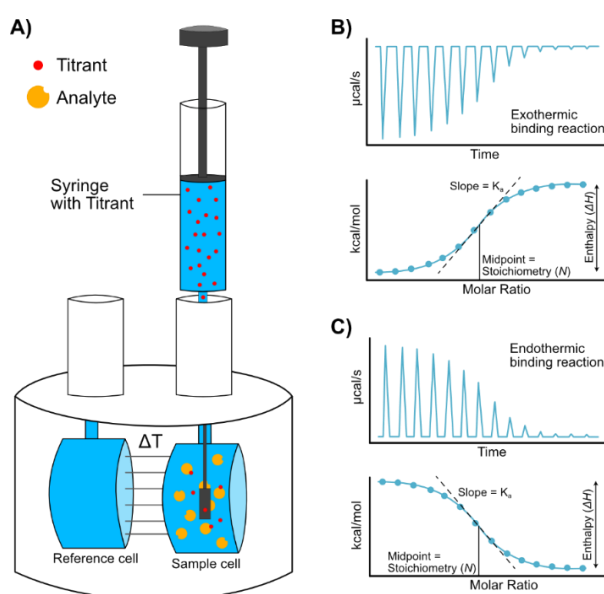 A)
Titrant
Analyte
Syringe
with Titrant
ΔT
Reference cell
Sample cell
B)
µcal/s
Exothermic
binding reaction
Time
kcal/mol
Slope = Kₐ
Midpoint =
Stoichiometry (N)
Enthalpy (ΔH)
Molar Ratio
C)
µcal/s
Endothermic
binding reaction
Time
kcal/mol
Slope = Kₐ
Midpoint =
Stoichiometry (N)
Enthalpy (ΔH)
Molar Ratio